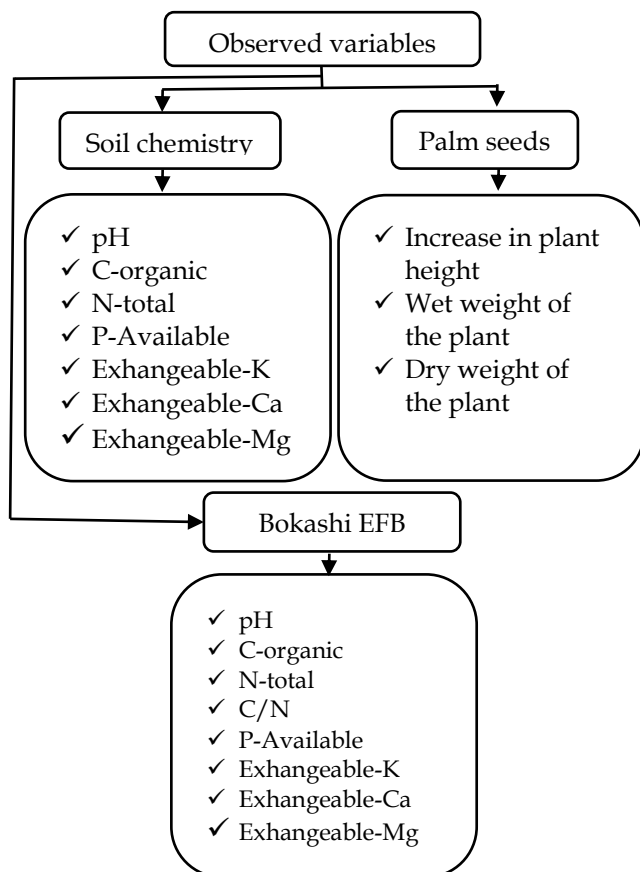 Observed variables
Soil chemistry
✓ pH
✓ C-organic
✓ N-total
✓ P-Available
✓ Exhangeable-K
✓ Exhangeable-Ca
✓ Exhangeable-Mg
Palm seeds
✓ Increase in plant
height
✓ Wet weight of
the plant
✓ Dry weight of
the plant
Bokashi EFB
✓ pH
✓ C-organic
✓ N-total
✓ C/N
✓ P-Available
✓ Exhangeable-K
✓ Exhangeable-Ca
✓ Exhangeable-Mg